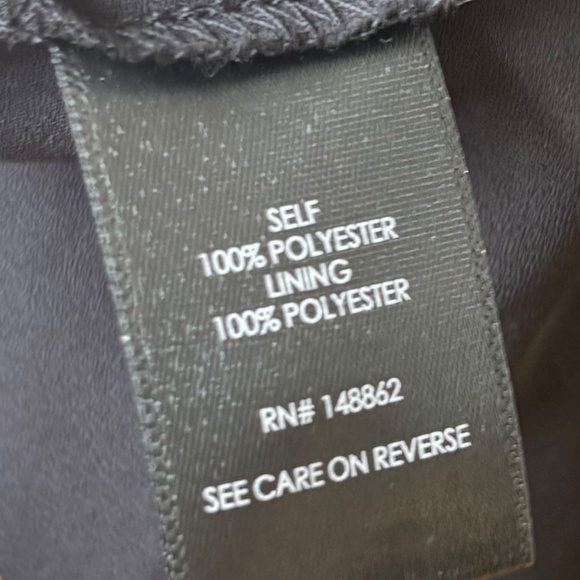 SELF
100% POLYESTER
LINING
100% POLYESTER
RN# 148862
SEE CARE ON REVERSE